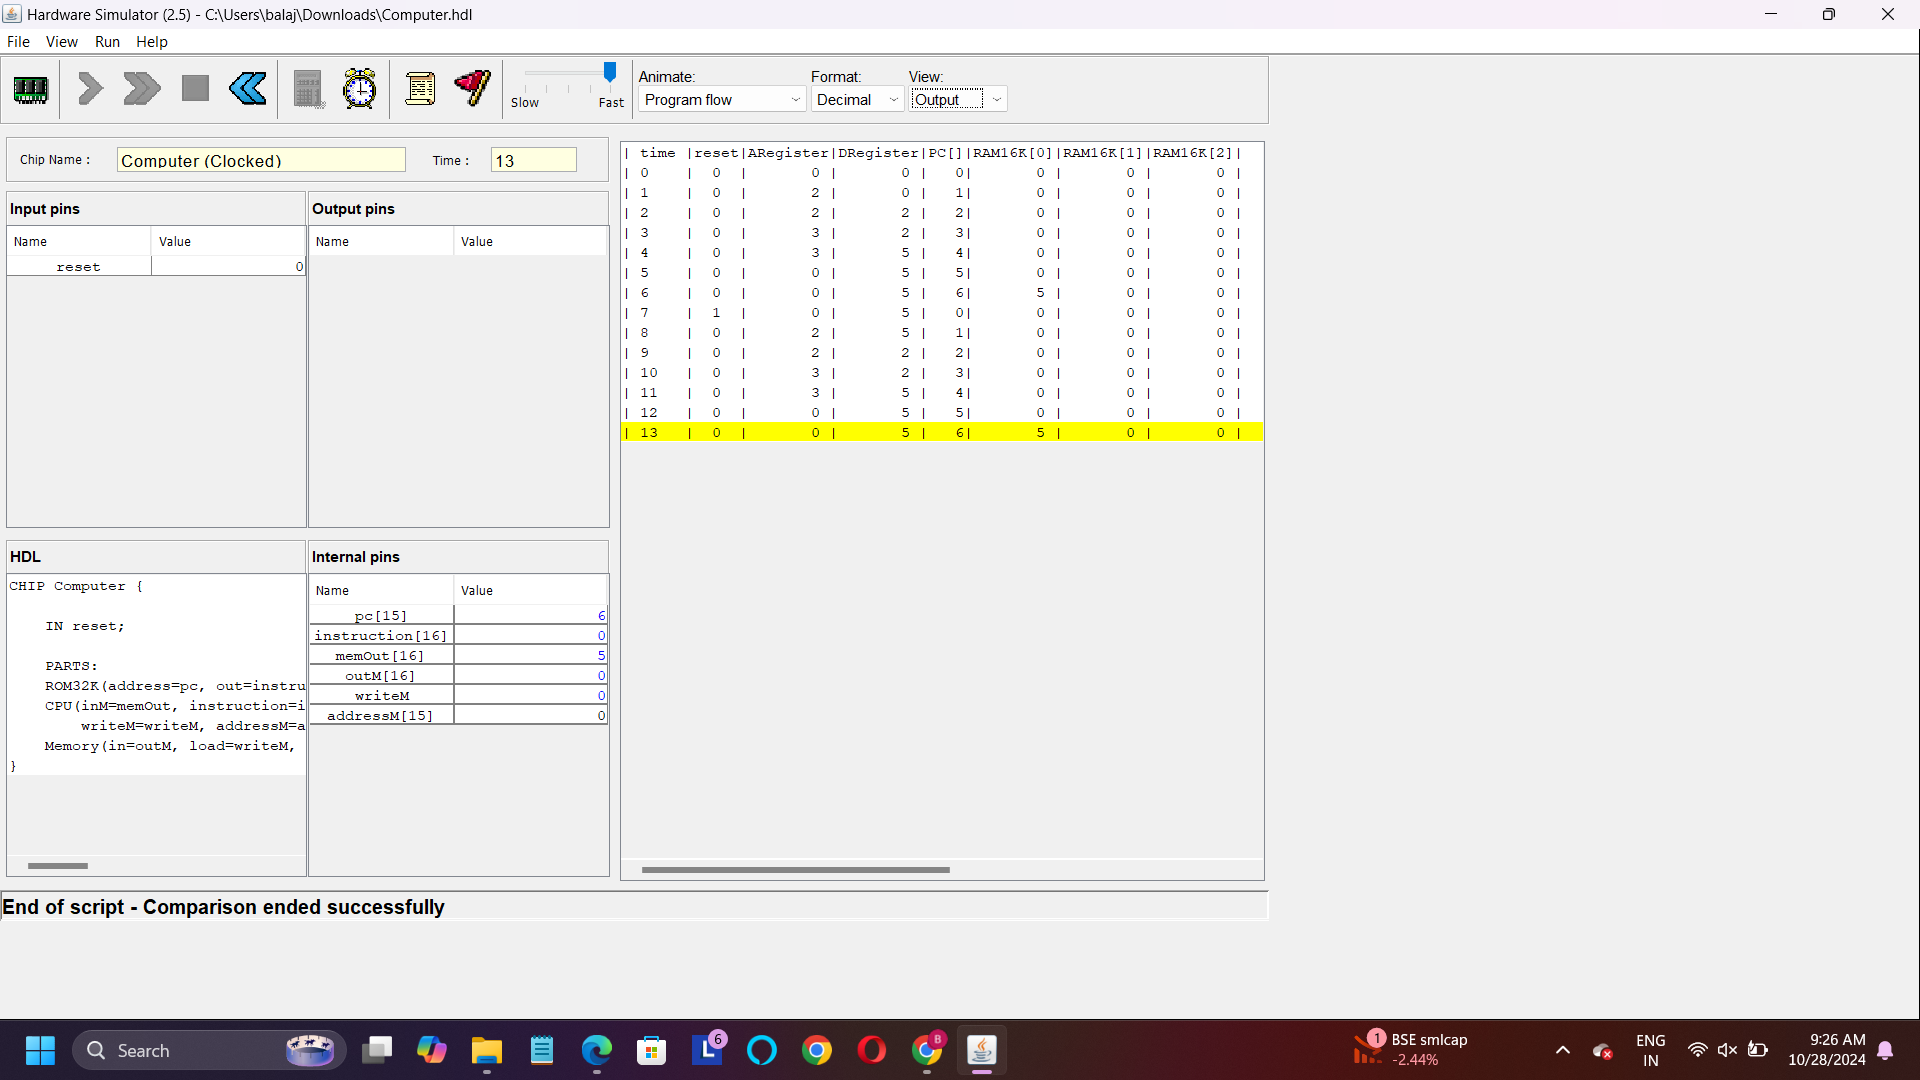 Hardware Simulator (2.5) - C:\Users\balaj\Downloads\Computer.hdl
File View Run Help
Slow Fast
Animate: Format: View:
Program flow Decimal Output
Chip Name : Computer (Clocked) Time : 13
Input pins
Name Value
reset 0
Output pins
Name Value
HDL
CHIP Computer {
IN reset;
PARTS:
ROM32K(address=pc, out=instru
CPU(inM=memOut, instruction=i
writeM=writeM, addressM=a
Memory(in=outM, load=writeM,
}
Internal pins
Name Value
pc[15] 6
instruction[16] 0
memOut[16] 5
outM[16] 0
writeM 0
addressM[15] 0
| time |reset|ARegister|DRegister|PC[]|RAM16K[0]|RAM16K[1]|RAM16K[2]|
| 0 | 0 | 0 | 0 | 0| 0 | 0 | 0 |
| 1 | 0 | 2 | 0 | 1| 0 | 0 | 0 |
| 2 | 0 | 2 | 2 | 2| 0 | 0 | 0 |
| 3 | 0 | 3 | 2 | 3| 0 | 0 | 0 |
| 4 | 0 | 3 | 5 | 4| 0 | 0 | 0 |
| 5 | 0 | 0 | 5 | 5| 0 | 0 | 0 |
| 6 | 0 | 0 | 5 | 6| 5 | 0 | 0 |
| 7 | 1 | 0 | 5 | 0| 0 | 0 | 0 |
| 8 | 0 | 2 | 5 | 1| 0 | 0 | 0 |
| 9 | 0 | 2 | 2 | 2| 0 | 0 | 0 |
| 10 | 0 | 3 | 2 | 3| 0 | 0 | 0 |
| 11 | 0 | 3 | 5 | 4| 0 | 0 | 0 |
| 12 | 0 | 0 | 5 | 5| 0 | 0 | 0 |
| 13 | 0 | 0 | 5 | 6| 5 | 0 | 0 |
End of script - Comparison ended successfully
Search
L 6
B
1 BSE smlcap
-2.44%
ENG
IN
9:26 AM
10/28/2024